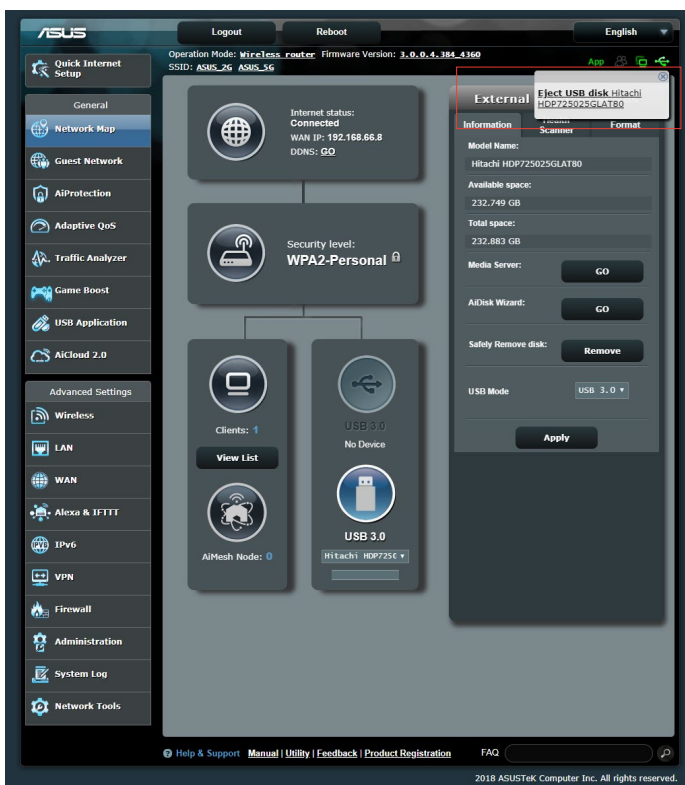 ASUS
Logout
Reboot
English
Quick Internet
Setup
Operation Mode: Wireless router Firmware Version: 3.0.0.4.384_4360
SSID: ASUS_2G ASUS_5G
App
General
Network Map
Guest Network
AiProtection
Adaptive QoS
Traffic Analyzer
Game Boost
USB Application
AiCloud 2.0
Advanced Settings
Wireless
LAN
WAN
Alexa & IFTTT
IPv6
VPN
Firewall
Administration
System Log
Network Tools
Internet status:
Connected
WAN IP: 192.168.66.8
DDNS: GO
Security level:
WPA2-Personal
Clients: 1
View List
AiMesh Node: 0
USB 3.0
No Device
USB 3.0
Hitachi HDP725
External
Eject USB disk Hitachi
HDP725025GLAT80
Information
Health
Scanner
Format
Model Name:
Hitachi HDP725025GLAT80
Available space:
232.749 GB
Total space:
232.883 GB
Media Server:
GO
AiDisk Wizard:
GO
Safely Remove disk:
Remove
USB Mode
USB 3.0
Apply
Help & Support Manual | Utility | Feedback | Product Registration
FAQ
2018 ASUSTeK Computer Inc. All rights reserved.